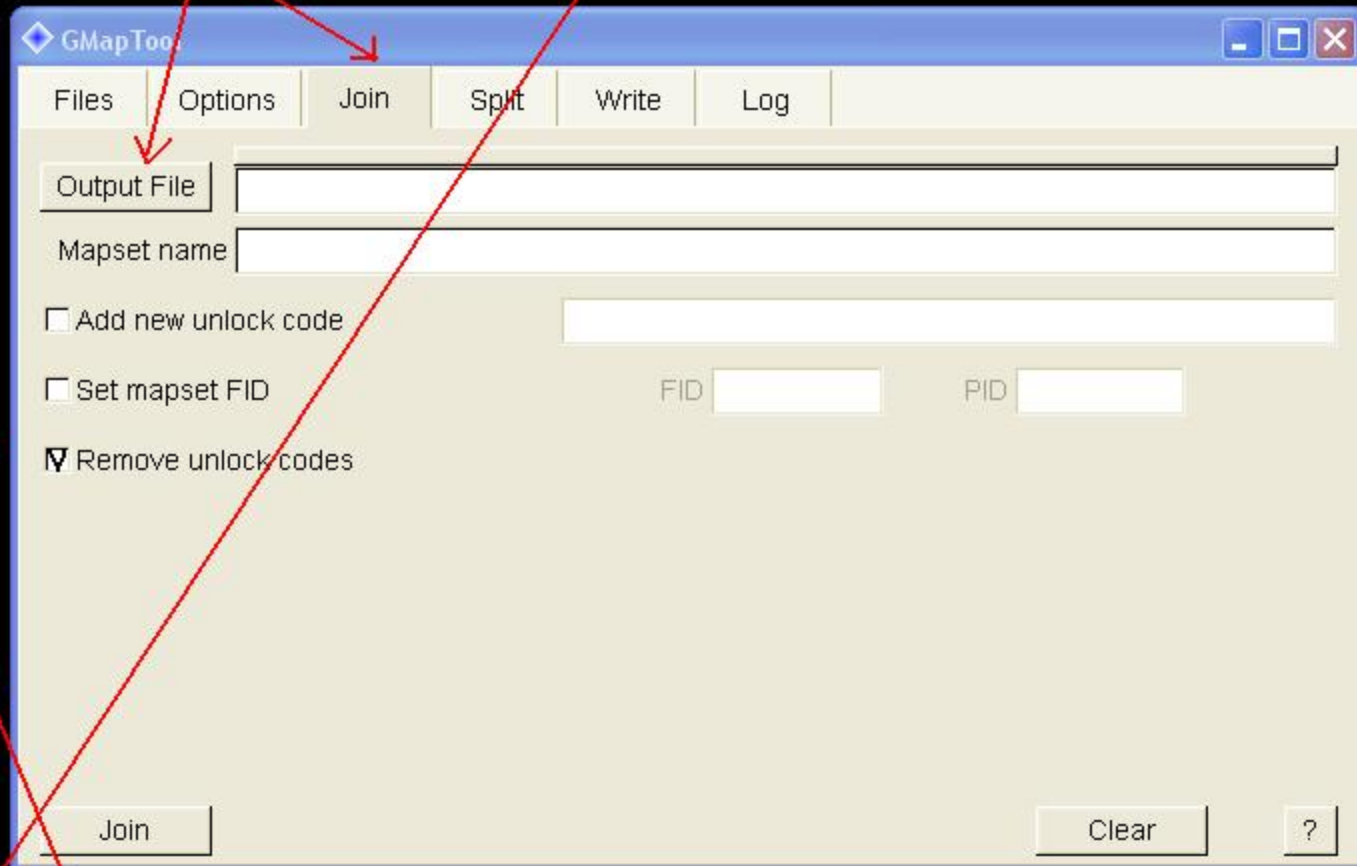 GMapTool
Files Options Join Split Write Log
Output File
Mapset name
Add new unlock code
Set mapset FID FID PID
Remove unlock codes
Join Clear ?